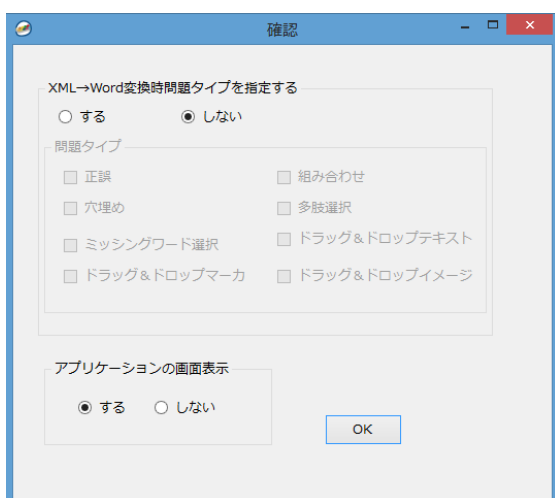 確認
XML→Word変換時問題タイプを指定する
する しない
問題タイプ
正誤 組み合わせ
穴埋め 多肢選択
ミッシングワード選択 ドラッグ&ドロップテキスト
ドラッグ&ドロップマーカ ドラッグ&ドロップイメージ
アプリケーションの画面表示
する しない
OK